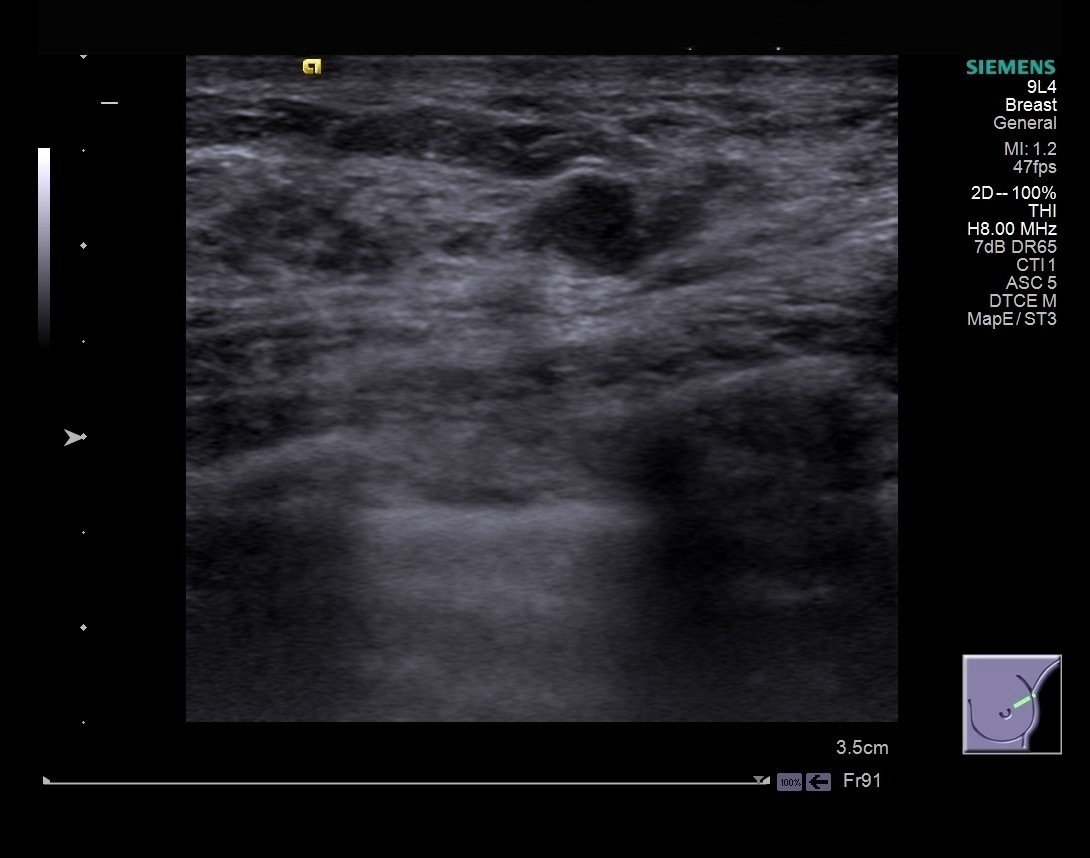 SIEMENS
9L4
Breast
General
MI: 1.2
47fps
2D--100%
THI
H8.00 MHz
7dB DR65
CTI 1
ASC 5
DTCE M
MapE / ST3
3.5cm
100% Fr91